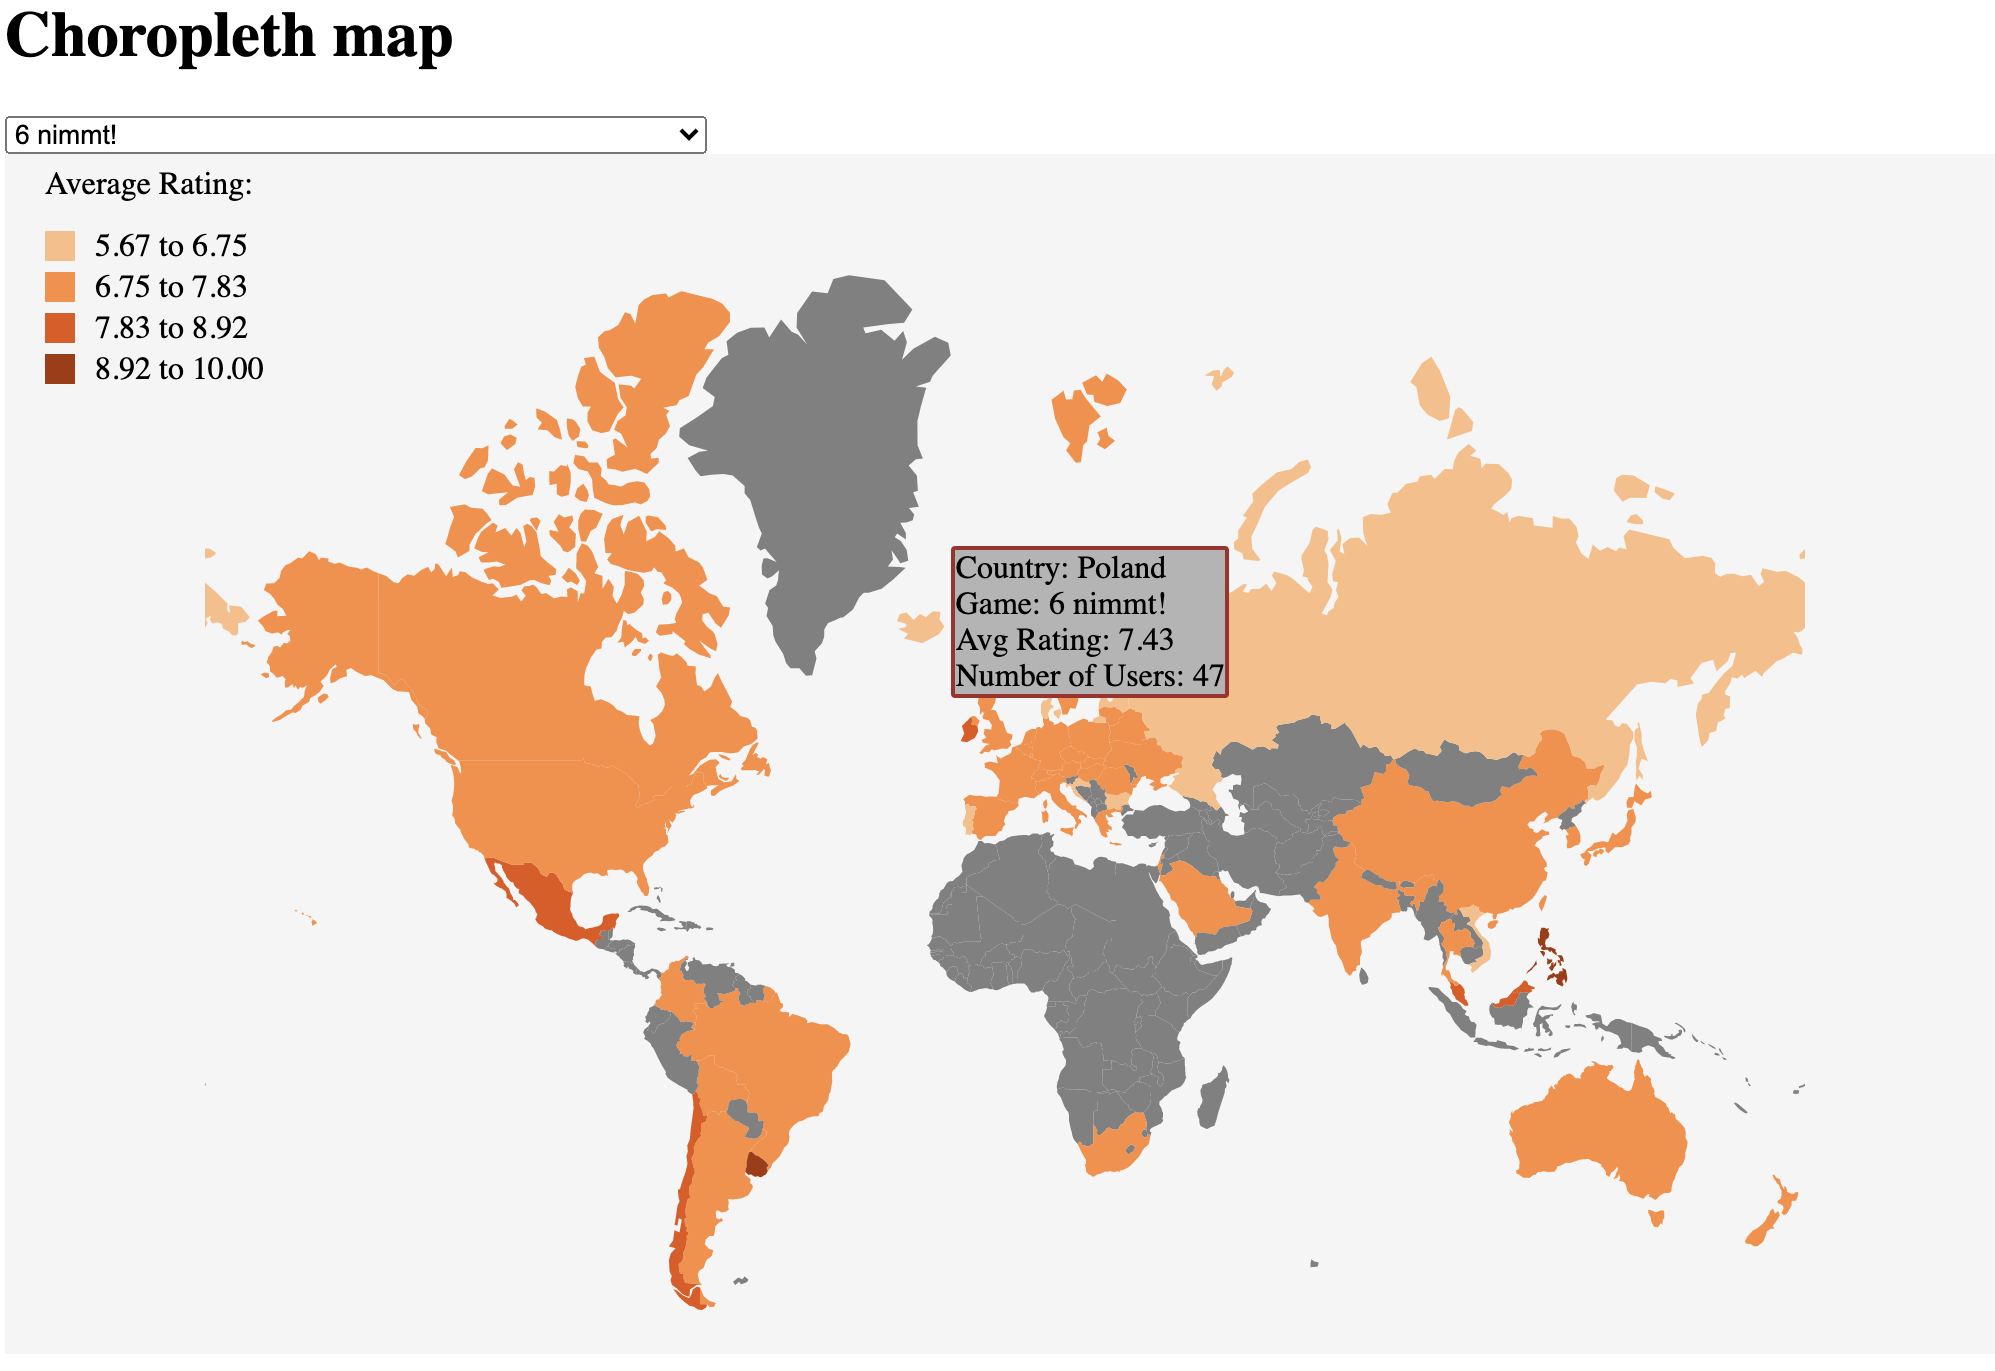 Choropleth map
6 nimmt!
Average Rating:
5.67 to 6.75
6.75 to 7.83
7.83 to 8.92
8.92 to 10.00
Country: Poland
Game: 6 nimmt!
Avg Rating: 7.43
Number of Users: 47